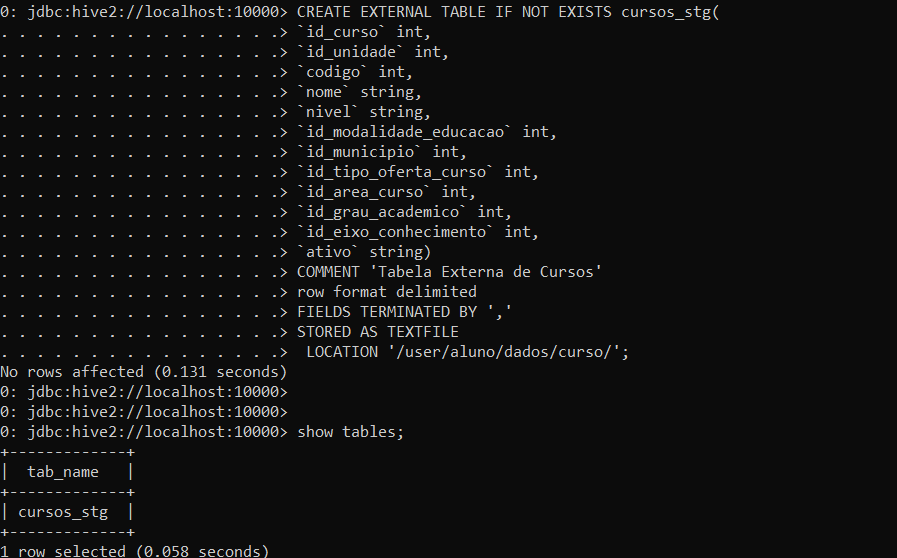 0: jdbc:hive2://localhost:10000> CREATE EXTERNAL TABLE IF NOT EXISTS cursos_stg(
. . . . . . . . . . . . . . . .> `id_curso` int,
. . . . . . . . . . . . . . . .> `id_unidade` int,
. . . . . . . . . . . . . . . .> `codigo` int,
. . . . . . . . . . . . . . . .> `nome` string,
. . . . . . . . . . . . . . . .> `nivel` string,
. . . . . . . . . . . . . . . .> `id_modalidade_educacao` int,
. . . . . . . . . . . . . . . .> `id_municipio` int,
. . . . . . . . . . . . . . . .> `id_tipo_oferta_curso` int,
. . . . . . . . . . . . . . . .> `id_area_curso` int,
. . . . . . . . . . . . . . . .> `id_grau_academico` int,
. . . . . . . . . . . . . . . .> `id_eixo_conhecimento` int,
. . . . . . . . . . . . . . . .> `ativo` string)
. . . . . . . . . . . . . . . .> COMMENT 'Tabela Externa de Cursos'
. . . . . . . . . . . . . . . .> row format delimited
. . . . . . . . . . . . . . . .> FIELDS TERMINATED BY ','
. . . . . . . . . . . . . . . .> STORED AS TEXTFILE
. . . . . . . . . . . . . . . .>  LOCATION '/user/aluno/dados/curso/';
No rows affected (0.131 seconds)
0: jdbc:hive2://localhost:10000>
0: jdbc:hive2://localhost:10000>
0: jdbc:hive2://localhost:10000> show tables;
+-------------+
|  tab_name   |
+-------------+
| cursos_stg  |
+-------------+
1 row selected (0.058 seconds)